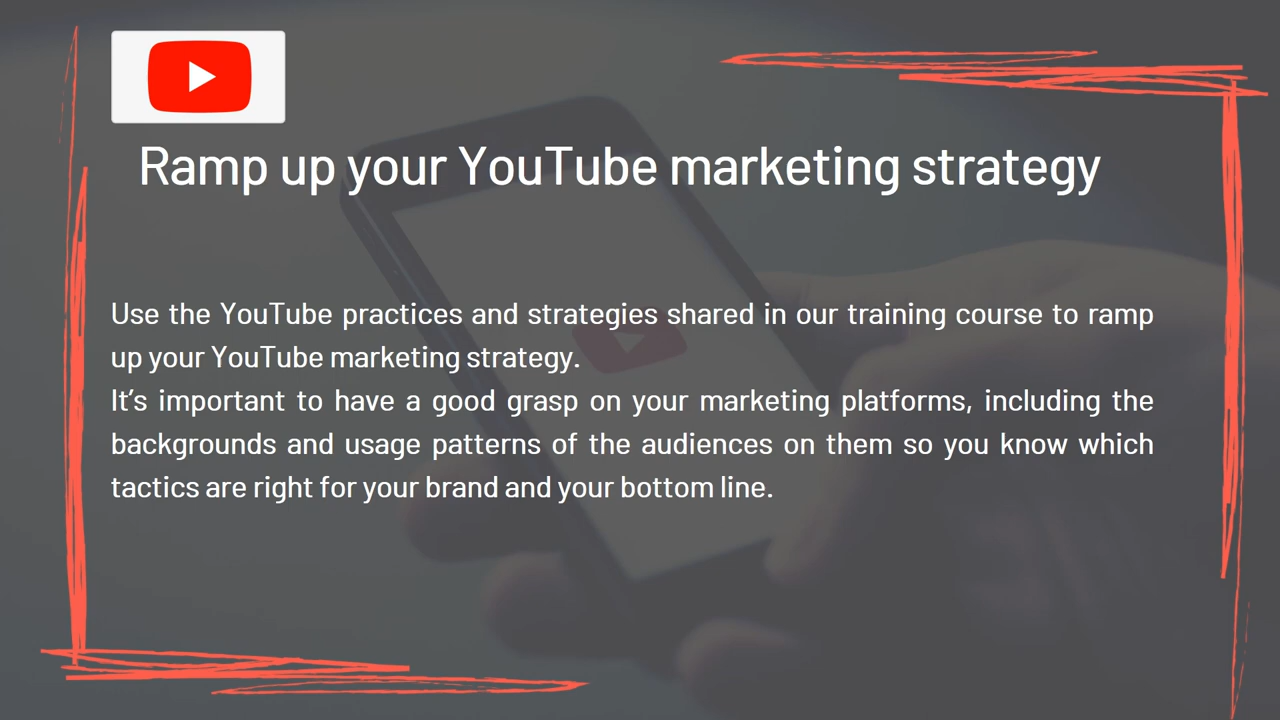 Ramp up your YouTube marketing strategy
Use the YouTube practices and strategies shared in our training course to ramp
up your YouTube marketing strategy.
It’s important to have a good grasp on your marketing platforms, including the
backgrounds and usage patterns of the audiences on them so you know which
tactics are right for your brand and your bottom line.